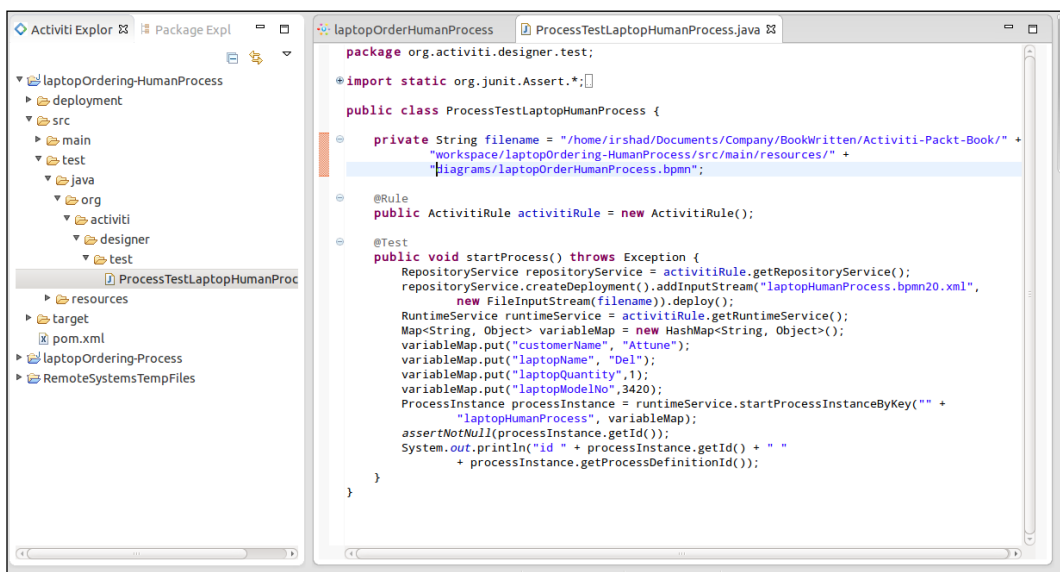 Activiti Explor
Package Expl
laptopOrdering-HumanProcess
deployment
src
main
test
java
org
activiti
designer
test
ProcessTestLaptopHumanProc
resources
target
pom.xml
laptopOrdering-Process
RemoteSystemsTempFiles
laptopOrderHumanProcess
ProcessTestLaptopHumanProcess.java
package org.activiti.designer.test;
import static org.junit.Assert.*;
public class ProcessTestLaptopHumanProcess {
private String filename = "/home/irshad/Documents/Company/BookWritten/Activiti-Packt-Book/" +
"workspace/laptopOrdering-HumanProcess/src/main/resources/" +
"diagrams/laptopOrderHumanProcess.bpmn";
@Rule
public ActivitiRule activitiRule = new ActivitiRule();
@Test
public void startProcess() throws Exception {
RepositoryService repositoryService = activitiRule.getRepositoryService();
repositoryService.createDeployment().addInputStream("laptopHumanProcess.bpmn20.xml",
new FileInputStream(filename)).deploy();
RuntimeService runtimeService = activitiRule.getRuntimeService();
Map<String, Object> variableMap = new HashMap<String, Object>();
variableMap.put("customerName", "Attune");
variableMap.put("laptopName", "Del");
variableMap.put("laptopQuantity",1);
variableMap.put("laptopModelNo",3420);
ProcessInstance processInstance = runtimeService.startProcessInstanceByKey("" +
"laptopHumanProcess", variableMap);
assertNotNull(processInstance.getId());
System.out.println("id " + processInstance.getId() + " "
+ processInstance.getProcessDefinitionId());
}
}